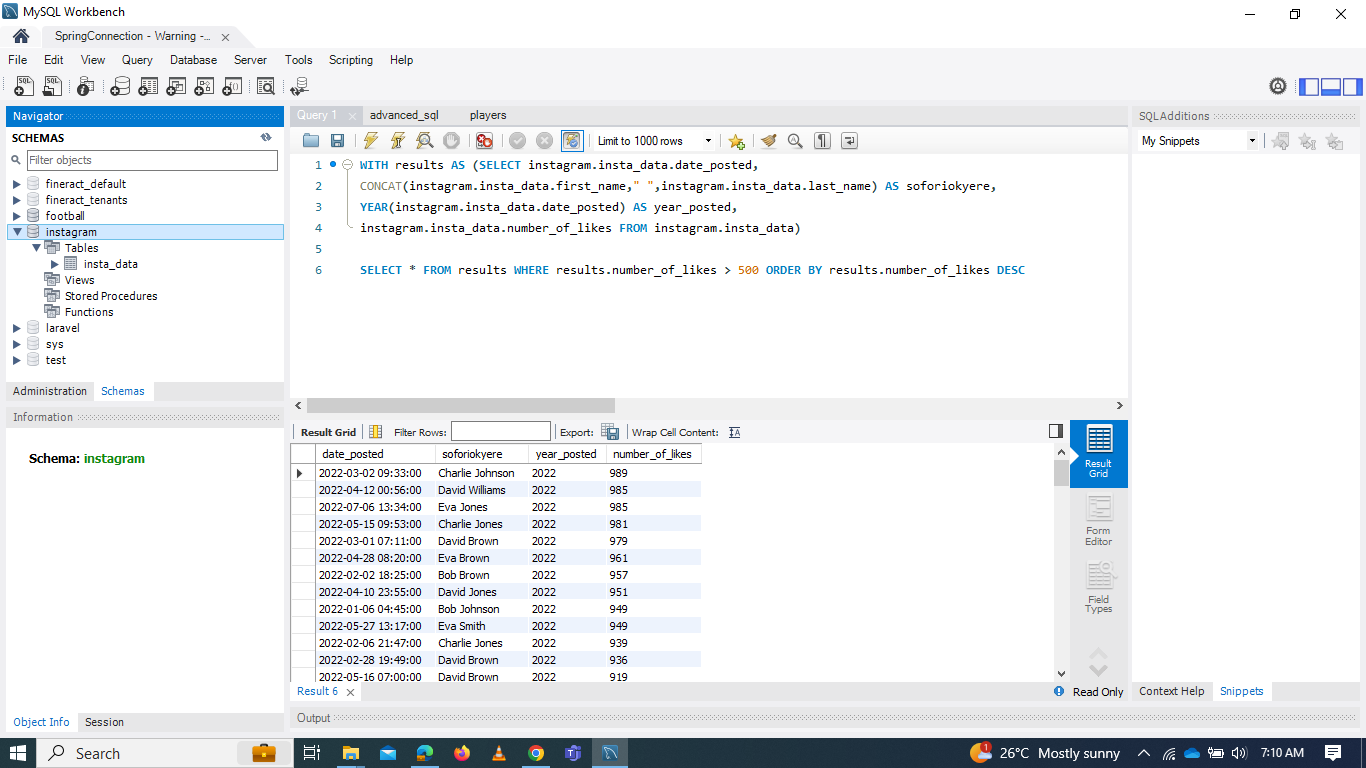 MySQL Workbench
SpringConnection - Warning -...
File Edit View Query Database Server Tools Scripting Help
Navigator
SCHEMAS
Filter objects
fineract_default
fineract_tenants
football
instagram
Tables
insta_data
Views
Stored Procedures
Functions
laravel
sys
test
Administration Schemas
Information
Schema: instagram
Object Info Session
Query 1 advanced_sql players
Limit to 1000 rows
1 WITH results AS (SELECT instagram.insta_data.date_posted,
2 CONCAT(instagram.insta_data.first_name," ",instagram.insta_data.last_name) AS soforiokyere,
3 YEAR(instagram.insta_data.date_posted) AS year_posted,
4 instagram.insta_data.number_of_likes FROM instagram.insta_data)
5
6 SELECT * FROM results WHERE results.number_of_likes > 500 ORDER BY results.number_of_likes DESC
Result Grid Filter Rows: Export: Wrap Cell Content:
date_posted soforiokyere year_posted number_of_likes
2022-03-02 09:33:00 Charlie Johnson 2022 989
2022-04-12 00:56:00 David Williams 2022 985
2022-07-06 13:34:00 Eva Jones 2022 985
2022-05-15 09:53:00 Charlie Jones 2022 981
2022-03-01 07:11:00 David Brown 2022 979
2022-04-28 08:20:00 Eva Brown 2022 961
2022-02-02 18:25:00 Bob Brown 2022 957
2022-04-10 23:55:00 David Jones 2022 951
2022-01-06 04:45:00 Bob Johnson 2022 949
2022-05-27 13:17:00 Eva Smith 2022 949
2022-02-06 21:47:00 Charlie Jones 2022 939
2022-02-28 19:49:00 David Brown 2022 936
2022-05-16 07:00:00 David Brown 2022 919
Result
Grid
Form
Editor
Field
Types
Result 6 Read Only
Output
SQLAdditions
My Snippets
Context Help Snippets
Search
1 26°C Mostly sunny 7:10 AM